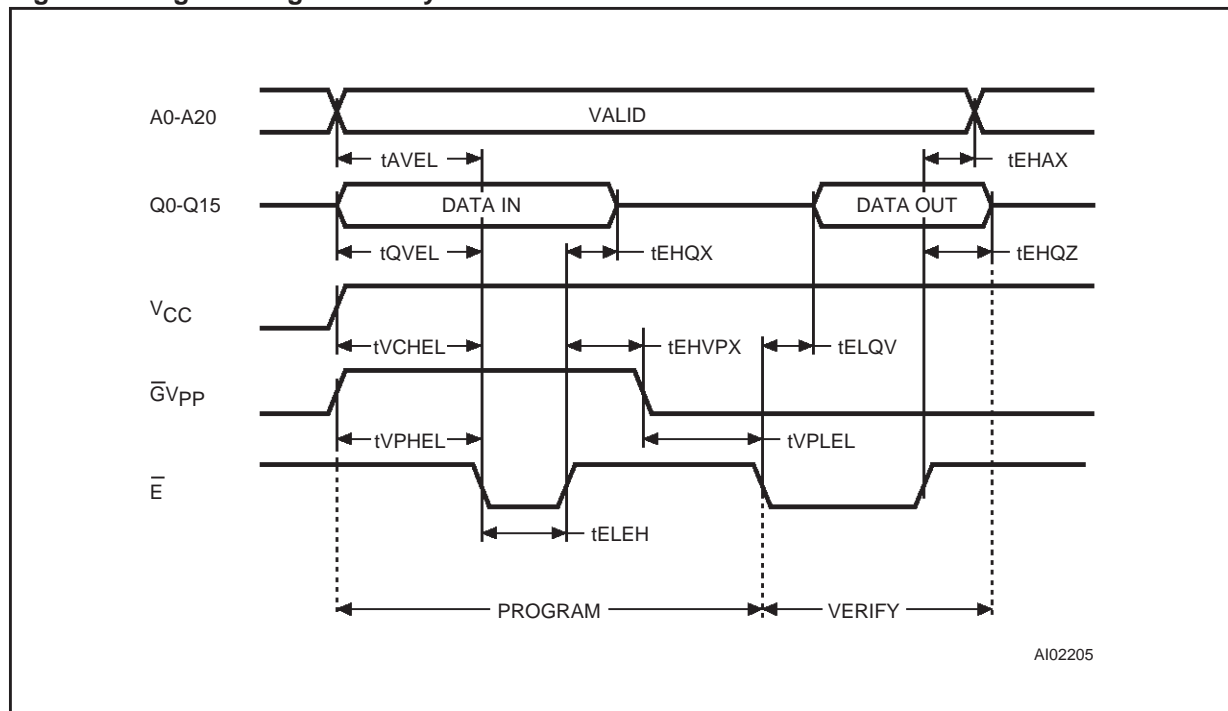 A0-A20
VALID
tAVEL
tEHAX
Q0-Q15
DATA IN
DATA OUT
tQVEL
tEHQX
tEHQZ
VCC
tVCHEL
tEHVPX
tELQV
G̅VPP
tVPHEL
tVPLEL
E̅
tELEH
PROGRAM
VERIFY
AI02205